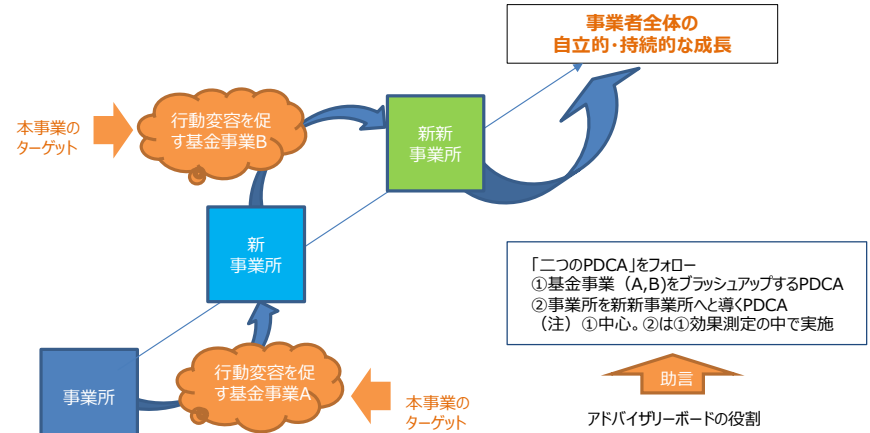 事業者全体の
自立的・持続的な成長
本事業の
ターゲット
行動変容を促
す基金事業B
新新
事業所
新
事業所
「二つのPDCA」をフォロー
①基金事業（A,B)をブラッシュアップするPDCA
②事業所を新新事業所へと導くPDCA
（注）①中心。②は①効果測定の中で実施
事業所
行動変容を促
す基金事業A
本事業の
ターゲット
助言
アドバイザリーボードの役割